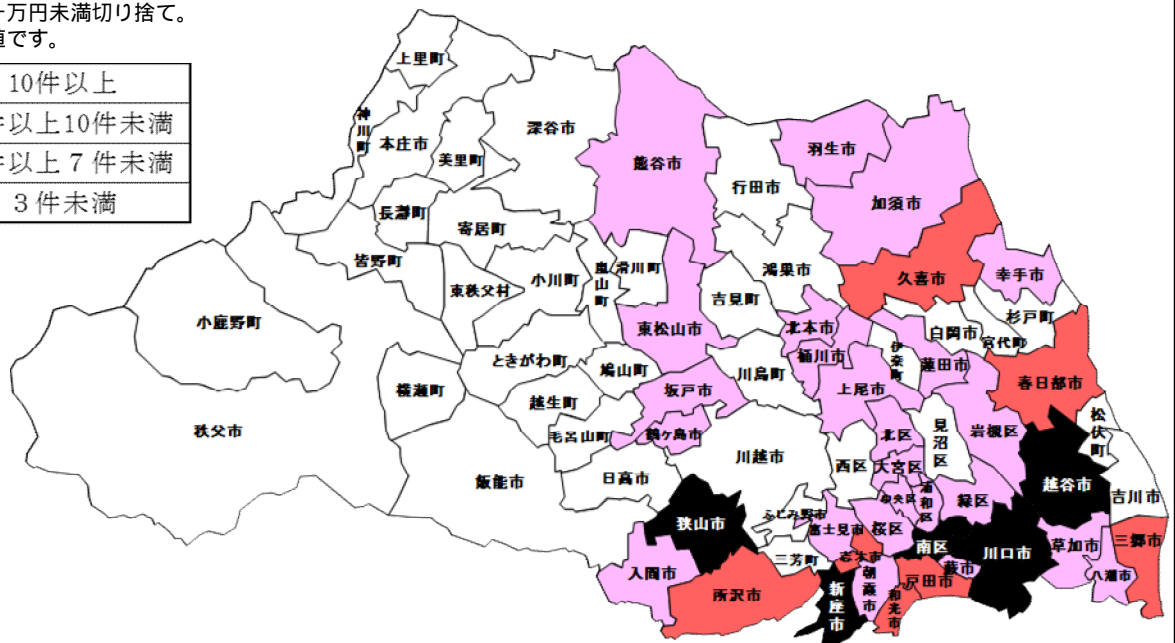 十万円未満切り捨て。
値です。
10件以上
件以上10件未満
件以上7件未満
3件未満
上里町
神川町
本庄市
美里町
深谷市
熊谷市
羽生市
行田市
加須市
長瀞町
寄居町
皆野町
東秩父村
小川町
嵐山町
滑川町
吉見町
鴻巣市
久喜市
幸手市
杉戸町
小鹿野町
東松山市
北本市
桶川市
伊奈町
白岡市
宮代町
蓮田市
春日部市
ときがわ町
鳩山町
川島町
上尾市
横瀬町
越生町
坂戸市
松伏町
秩父市
毛呂山町
鶴ヶ島市
北区
見沼区
岩槻区
飯能市
日高市
川越市
西区
大宮区
越谷市
中央区
浦和区
緑区
吉川市
狭山市
ふじみ野市
富士見市
桜区
南区
川口市
草加市
三郷市
入間市
三芳町
志木市
朝霞市
戸田市
蕨市
八潮市
所沢市
新座市
和光市